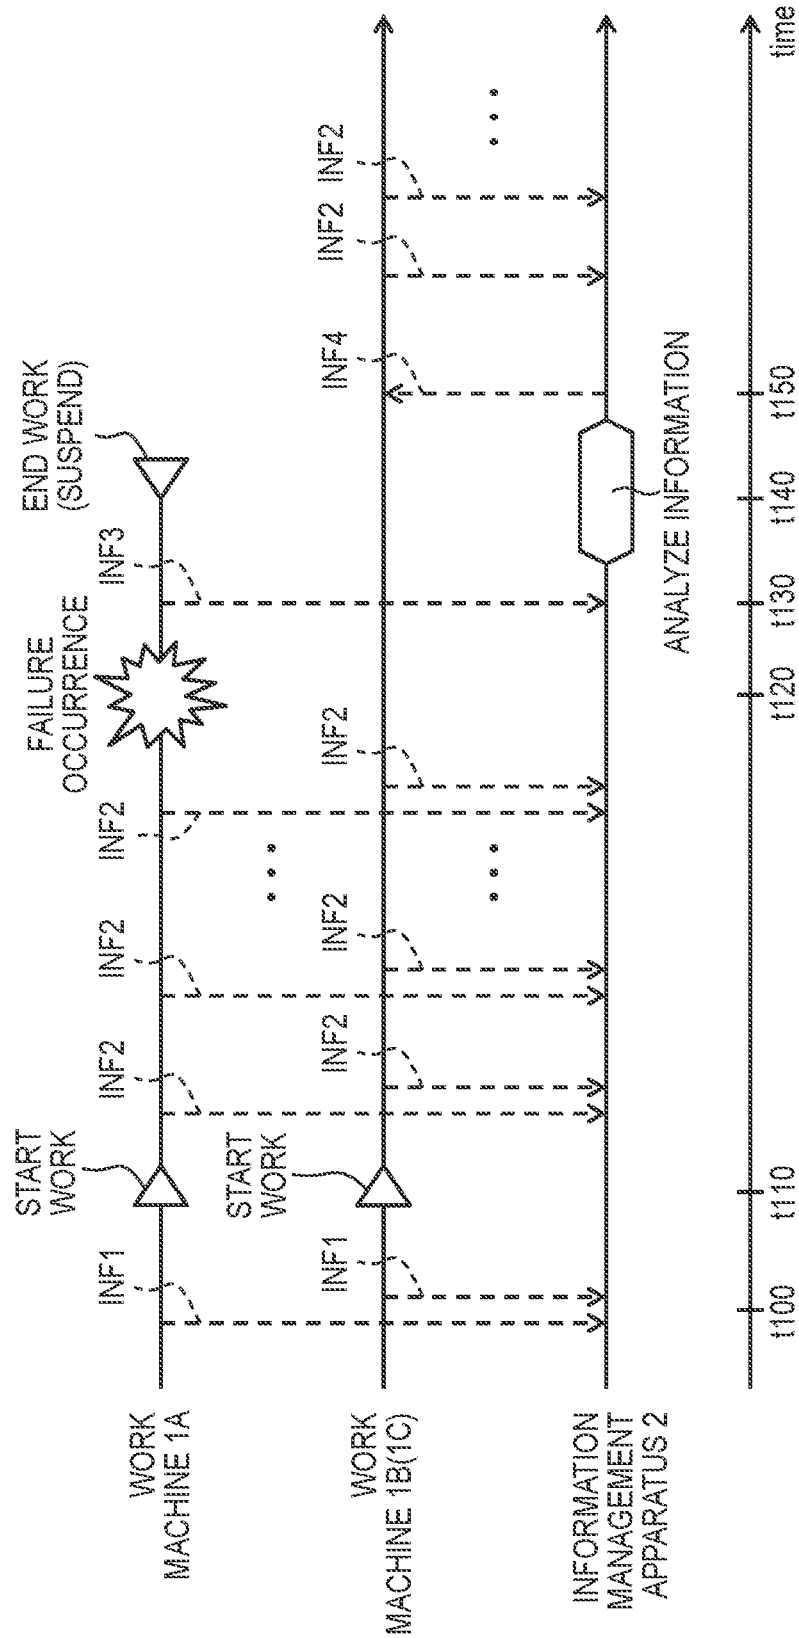 WORK
MACHINE 1A
INF1
START
WORK
INF2
INF2
INF2
FAILURE
OCCURRENCE
INF3
END WORK
(SUSPEND)
WORK
MACHINE 1B(1C)
INF1
START
WORK
INF2
INF2
INF2
INF4
INF2
INF2
INFORMATION
MANAGEMENT
APPARATUS 2
ANALYZE INFORMATION
t100
t110
t120
t130
t140
t150
time